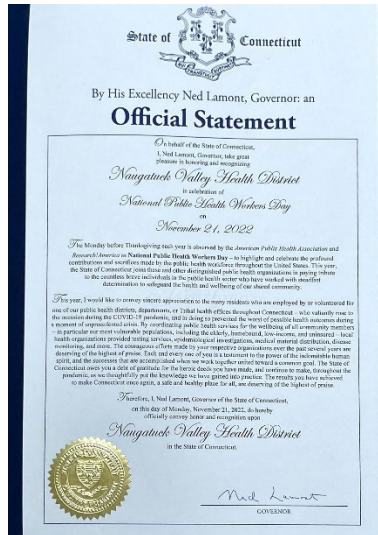 State of Connecticut
By His Excellency Ned Lamont, Governor: an
Official Statement
On behalf of the State of Connecticut,
I, Ned Lamont, Governor, take great
pleasure in honoring and recognizing
Naugatuck Valley Health District
in celebration of
National Public Health Workers Day
on
November 21, 2022
The Monday before Thanksgiving each year is observed by the American Public Health Association and
Research!America as National Public Health Workers Day – to highlight and celebrate the profound
contributions and sacrifices made by the public health workforce throughout the United States. This year,
the State of Connecticut joins these and other distinguished public health organizations in paying tribute
to the countless brave individuals in the public health sector who have worked with steadfast
determination to safeguard the health and wellbeing of our shared community.
This year, I would like to convey sincere appreciation to the many residents who are employed by or volunteered for
one of our public health districts, departments, or Tribal health offices throughout Connecticut – who valiantly rose to
the occasion during the COVID-19 pandemic, and in doing so prevented the worst of possible health outcomes during
a moment of unprecedented crisis. By coordinating public health services for the wellbeing of all community members
– in particular our most vulnerable populations, including the elderly, homebound, low-income, and uninsured – local
health organizations provided testing services, epidemiological investigations, medical material distribution, disease
monitoring, and more. The courageous efforts made by your respective organizations over the past several years are
deserving of the highest of praise. Each and every one of you is a testament to the power of the indomitable human
spirit, and the successes that are accomplished when we work together toward a common goal. The State of
Connecticut owes you a debt of gratitude for the heroic deeds you have made, and continue to make, throughout the
pandemic, as we thoughtfully put the knowledge we have gained into practice. The results you have achieved
to make Connecticut once again, a safe and healthy place for all, are deserving of the highest of praise.
Therefore, I, Ned Lamont, Governor of the State of Connecticut,
on this day of Monday, November 21, 2022, do hereby
officially convey honor and recognition upon
Naugatuck Valley Health District
in the State of Connecticut.
Ned Lamont
GOVERNOR